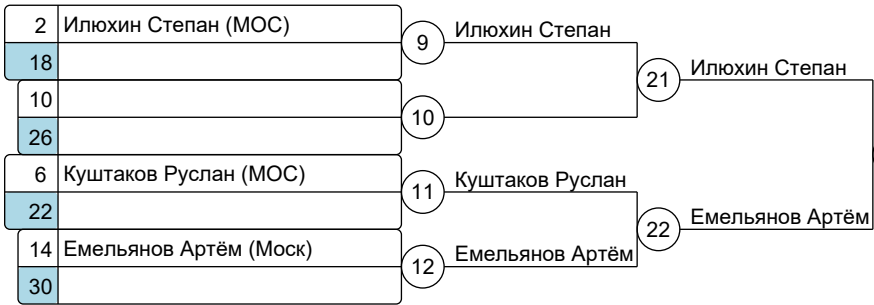 2 Илюхин Степан (МОС)
9 Илюхин Степан
18
21 Илюхин Степан
10
10
26
6 Куштаков Руслан (МОС)
11 Куштаков Руслан
22
22 Емельянов Артём
14 Емельянов Артём (Моск)
12 Емельянов Артём
30